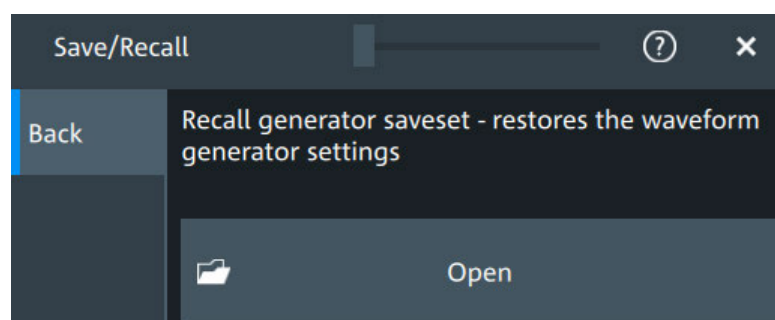 Save/Recall
Back
Recall generator saveset - restores the waveform
generator settings
Open